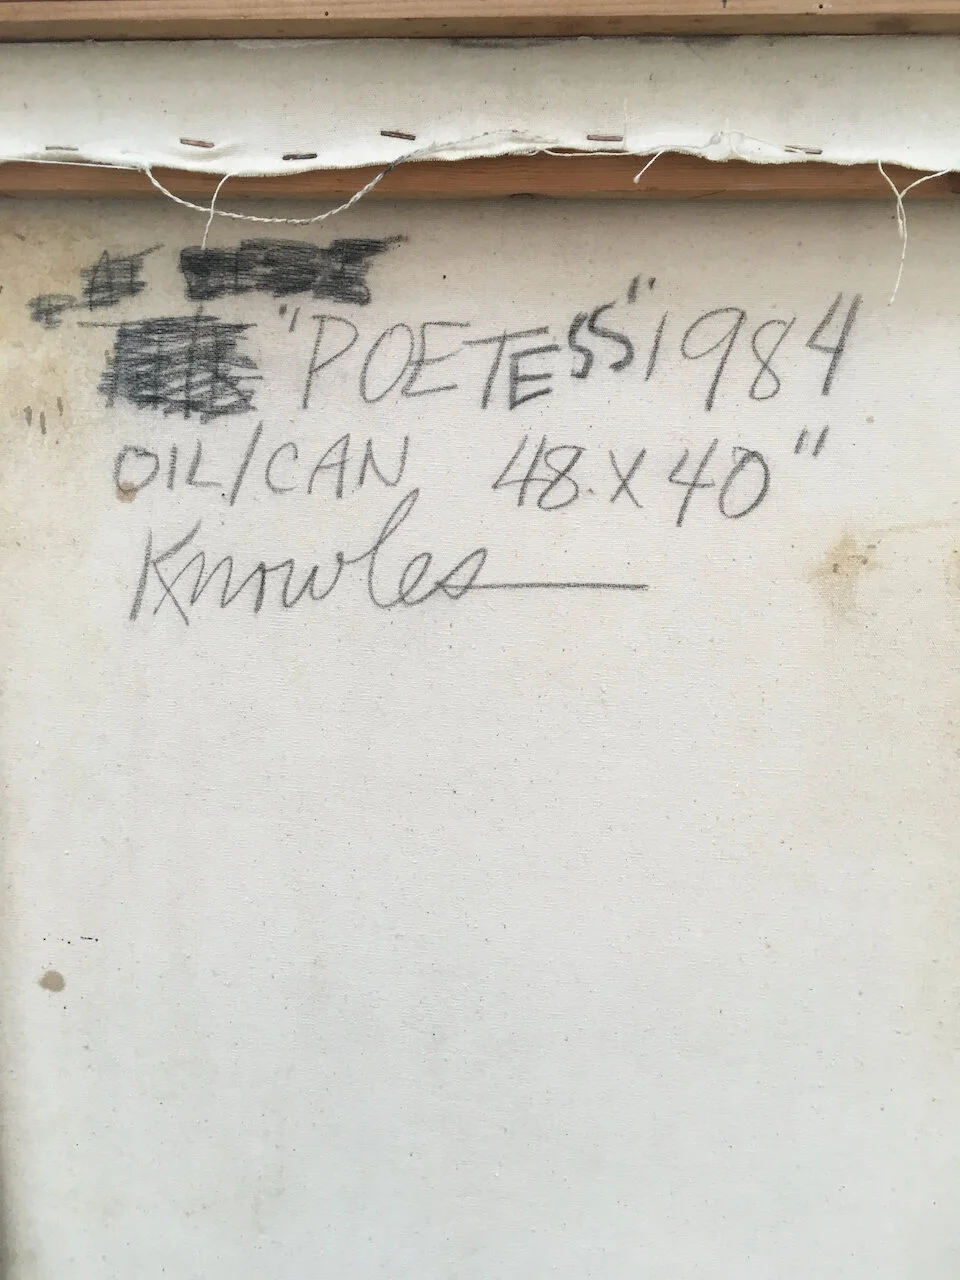 "POETESS" 1984
OIL/CAN 48 X 40"
Knowles